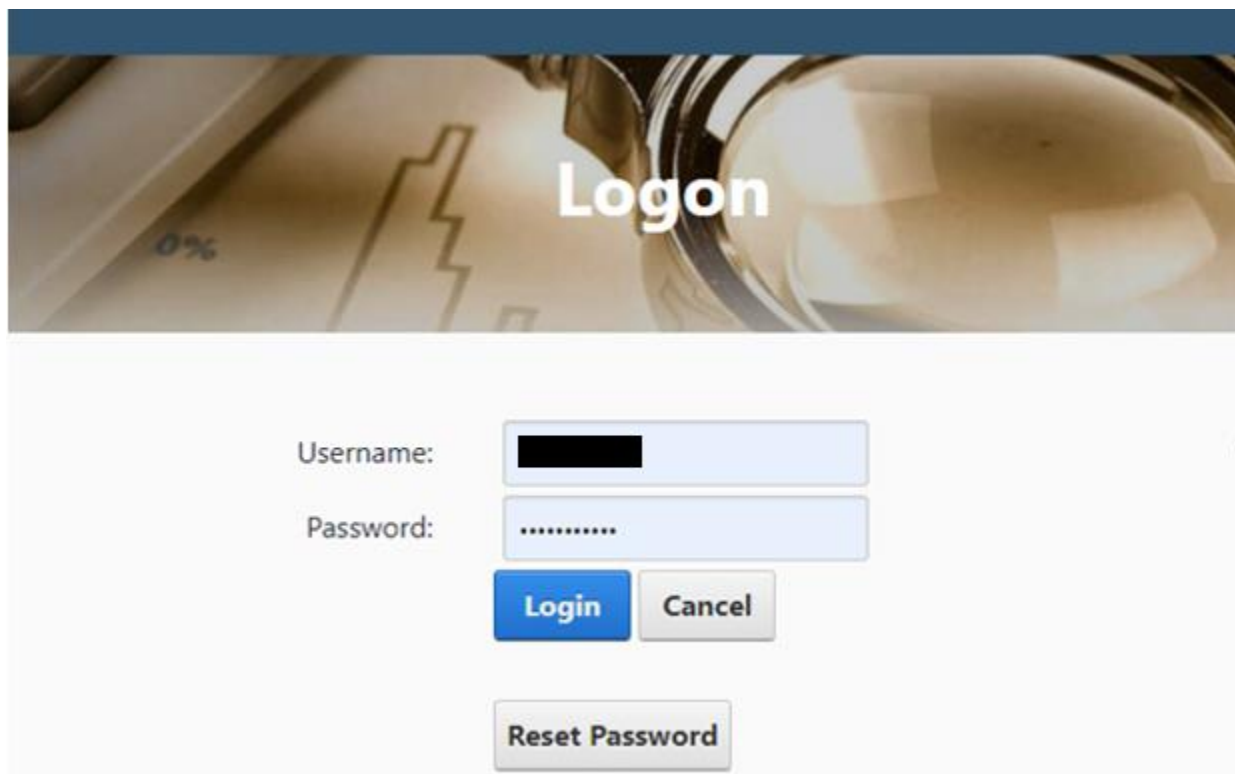 Logon
0%
Username:
Password: •••••••••••
Login Cancel
Reset Password